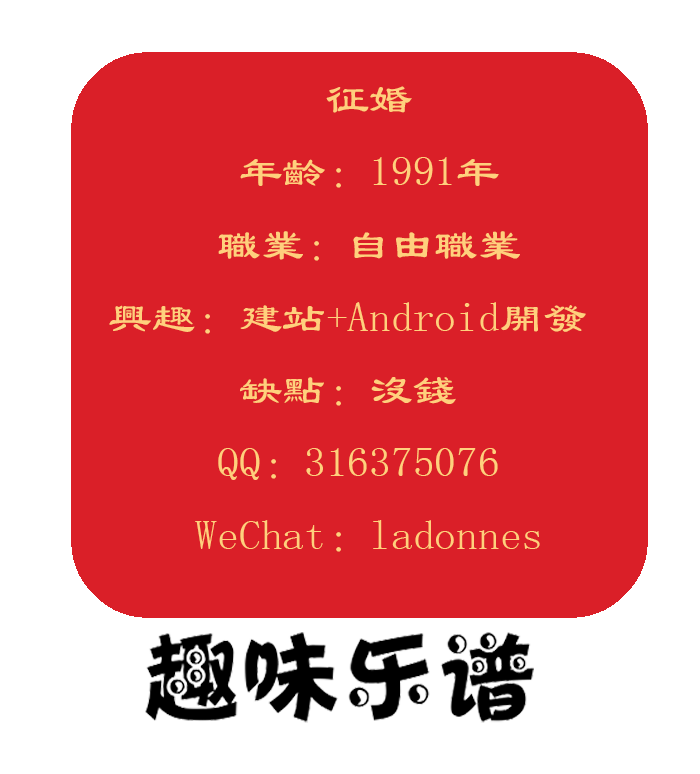 征婚
年齡: 1991年
職業: 自由職業
興趣: 建站+Android開發
缺點: 沒錢
QQ: 316375076
WeChat: ladonnes
趣味乐谱